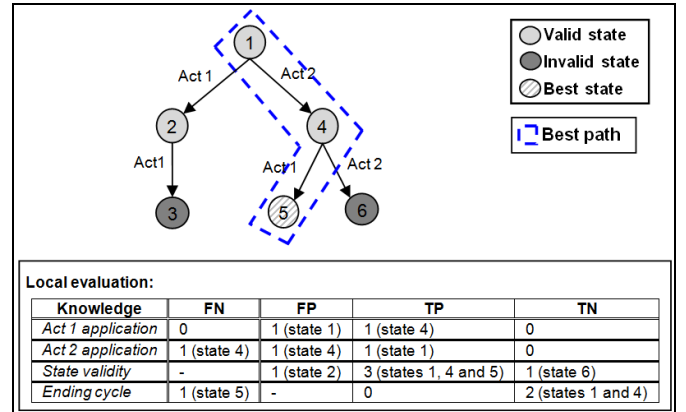 1
Valid state
Invalid state
Best state
Act 1
Act 2
2
4
Best path
Act1
Act 1
Act 2
3
5
6
Local evaluation:
Knowledge FN FP TP TN
Act 1 application 0 1 (state 1) 1 (state 4) 0
Act 2 application 1 (state 4) 1 (state 4) 1 (state 1) 0
State validity - 1 (state 2) 3 (states 1, 4 and 5) 1 (state 6)
Ending cycle 1 (state 5) - 0 2 (states 1 and 4)